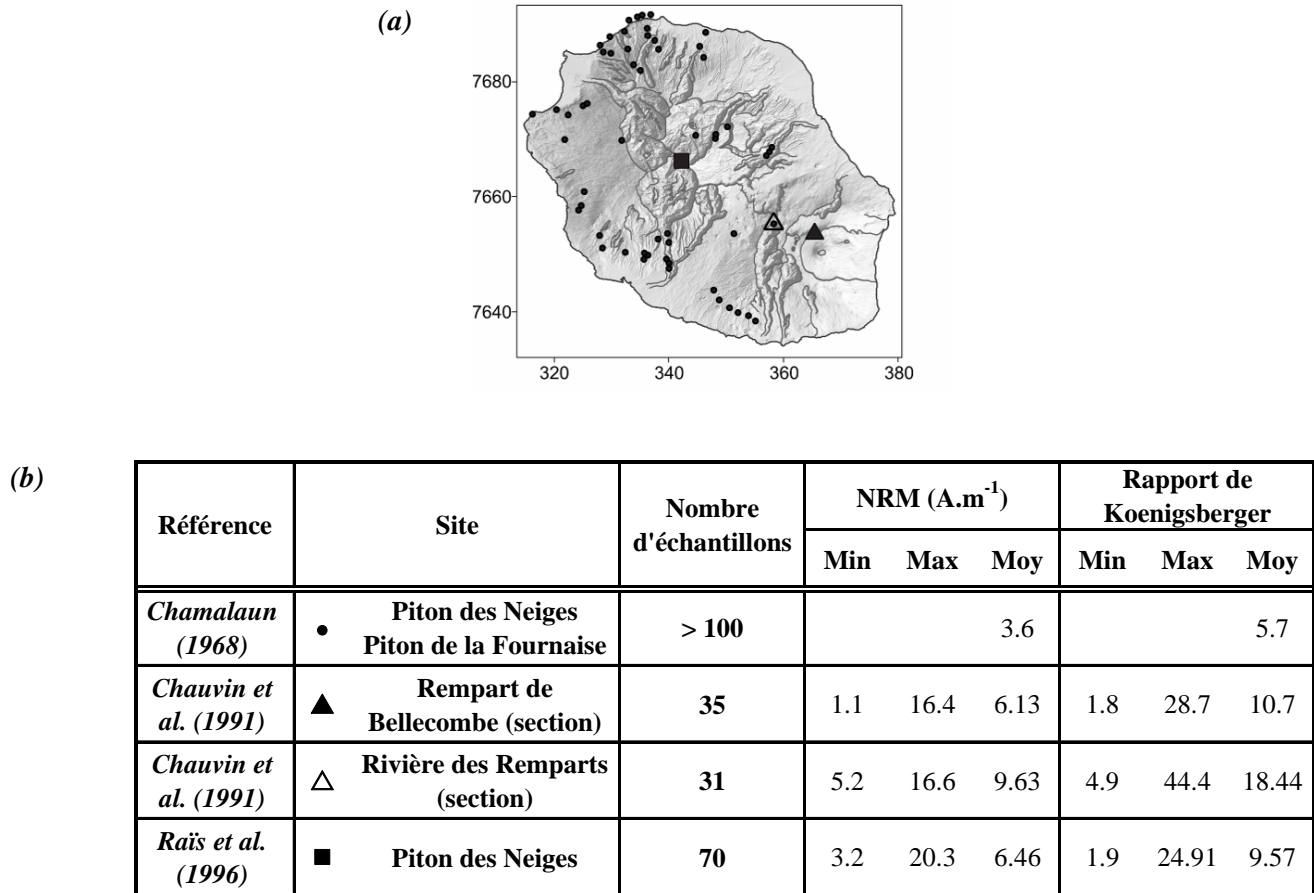 (a)
7680
7660
7640
320 340 360 380
(b)
Référence Site Nombre d'échantillons NRM (A.m-1) Rapport de Koenigsberger
Min Max Moy Min Max Moy
Chamalaun (1968) Piton des Neiges Piton de la Fournaise > 100 3.6 5.7
Chauvin et al. (1991) Rempart de Bellecombe (section) 35 1.1 16.4 6.13 1.8 28.7 10.7
Chauvin et al. (1991) Rivière des Remparts (section) 31 5.2 16.6 9.63 4.9 44.4 18.44
Raïs et al. (1996) Piton des Neiges 70 3.2 20.3 6.46 1.9 24.91 9.57